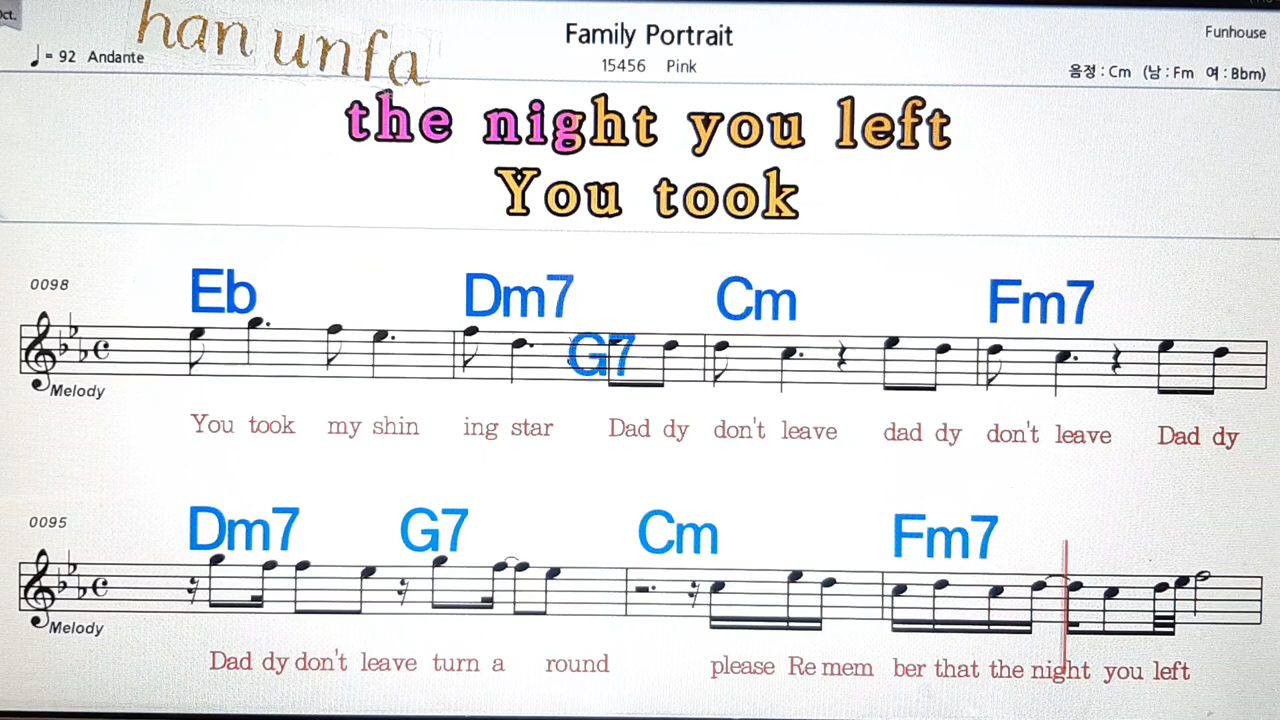 Oct.
han unfa
♩ = 92 Andante
Family Portrait
15456 Pink
Funhouse
음정 : Cm (남 : Fm 여 : Bbm)
the night you left
You took
0098
Eb Dm7 G7 Cm Fm7
Melody
You took my shin ing star Dad dy don't leave dad dy don't leave Dad dy
0095
Dm7 G7 Cm Fm7
Melody
Dad dy don't leave turn a round please Re mem ber that the night you left